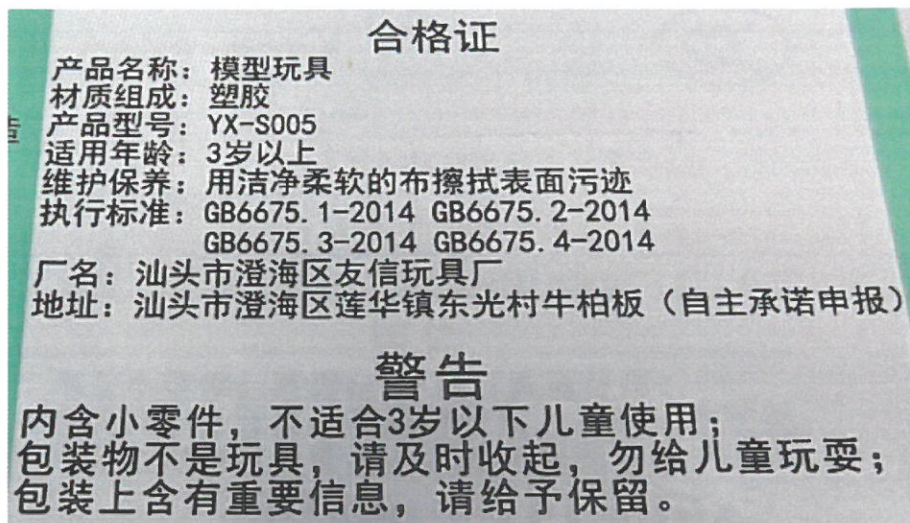 合格证
产品名称：模型玩具
材质组成：塑胶
产品型号：YX-S005
适用年龄：3岁以上
维护保养：用洁净柔软的布擦拭表面污迹
执行标准：GB6675.1-2014 GB6675.2-2014
GB6675.3-2014 GB6675.4-2014
厂名：汕头市澄海区友信玩具厂
地址：汕头市澄海区莲华镇东光村牛柏板（自主承诺申报）
警告
内含小零件，不适合3岁以下儿童使用；
包装物不是玩具，请及时收起，勿给儿童玩耍；
包装上含有重要信息，请给予保留。